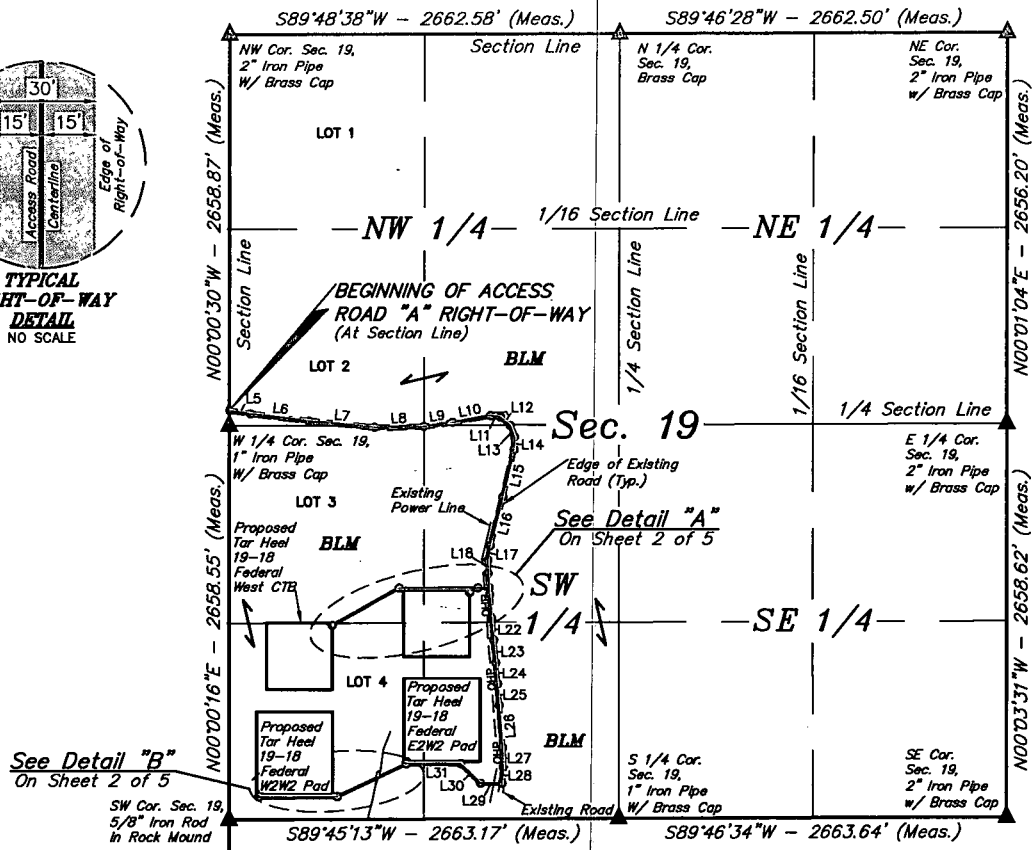 S89°48'38"W - 2662.58' (Meas.)
S89°46'28"W - 2662.50' (Meas.)
NW Cor. Sec. 19,
2" Iron Pipe
W/ Brass Cap
Section Line
N 1/4 Cor.
Sec. 19,
Brass Cap
NE Cor.
Sec. 19,
2" Iron Pipe
w/ Brass Cap
30'
15'
15'
Access Road
Centerline
Edge of
Right-of-Way
TYPICAL
HT-OF-WAY
DETAIL
NO SCALE
N00°00'30"W - 2658.87' (Meas.)
Section Line
LOT 1
NW 1/4
1/16 Section Line
NE 1/4
N00°01'04"E - 2656.20' (Meas.)
BEGINNING OF ACCESS
ROAD "A" RIGHT-OF-WAY
(At Section Line)
LOT 2
BLM
1/4 Section Line
1/16 Section Line
L5
L6
L7
L8
L9
L10
L11
L12
L13
L14
Sec. 19
1/4 Section Line
W 1/4 Cor. Sec. 19,
1" Iron Pipe
W/ Brass Cap
E 1/4 Cor.
Sec. 19,
2" Iron Pipe
w/ Brass Cap
L15
Edge of Existing
Road (Typ.)
LOT 3
Existing
Power Line
L16
See Detail "A"
On Sheet 2 of 5
Proposed
Tar Heel
19-18
Federal
West CTB
BLM
L17
L18
N00°00'16"E - 2658.55' (Meas.)
SW
1/4
OHP
SE 1/4
N00°03'31"W - 2658.62' (Meas.)
L22
L23
L24
L25
L26
L27
L28
OHP
OHP
LOT 4
Proposed
Tar Heel
19-18
Federal
E2W2 Pad
Proposed
Tar Heel
19-18
Federal
W2W2 Pad
BLM
See Detail "B"
On Sheet 2 of 5
L31
L30
L29
Existing Road
S 1/4 Cor.
Sec. 19,
1" Iron Pipe
W/ Brass Cap
SE Cor.
Sec. 19,
2" Iron Pipe
w/ Brass Cap
SW Cor. Sec. 19,
5/8" Iron Rod
In Rock Mound
S89°45'13"W - 2663.17' (Meas.)
S89°46'34"W - 2663.64' (Meas.)